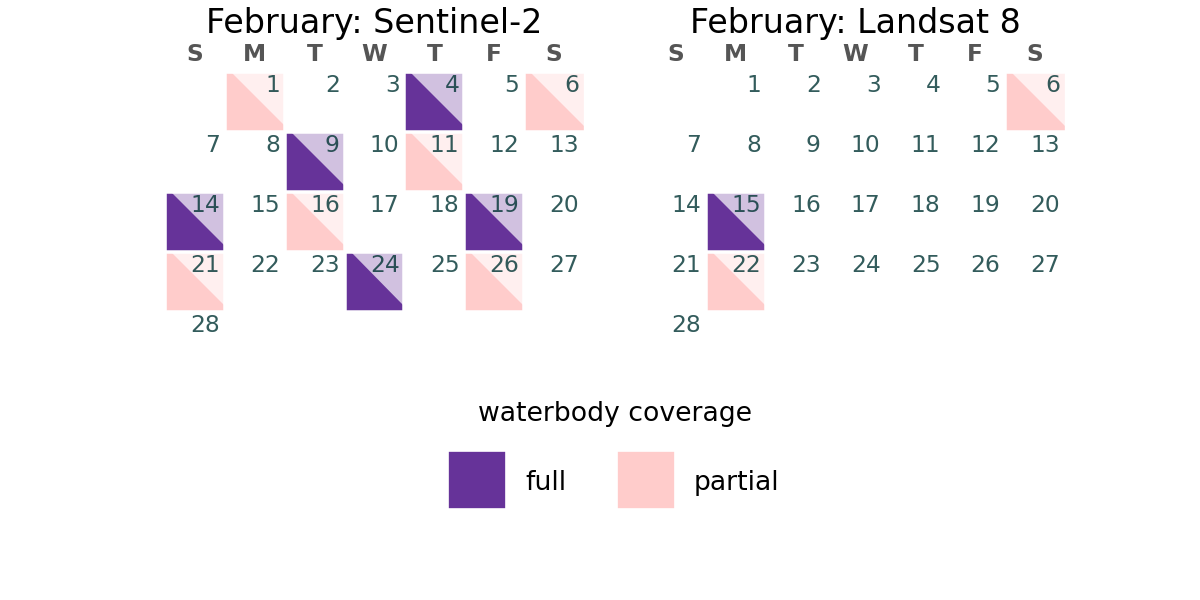 February: Sentinel-2
S M T W T F S
1 2 3 4 5 6
7 8 9 10 11 12 13
14 15 16 17 18 19 20
21 22 23 24 25 26 27
28
February: Landsat 8
S M T W T F S
1 2 3 4 5 6
7 8 9 10 11 12 13
14 15 16 17 18 19 20
21 22 23 24 25 26 27
28
waterbody coverage
full
partial